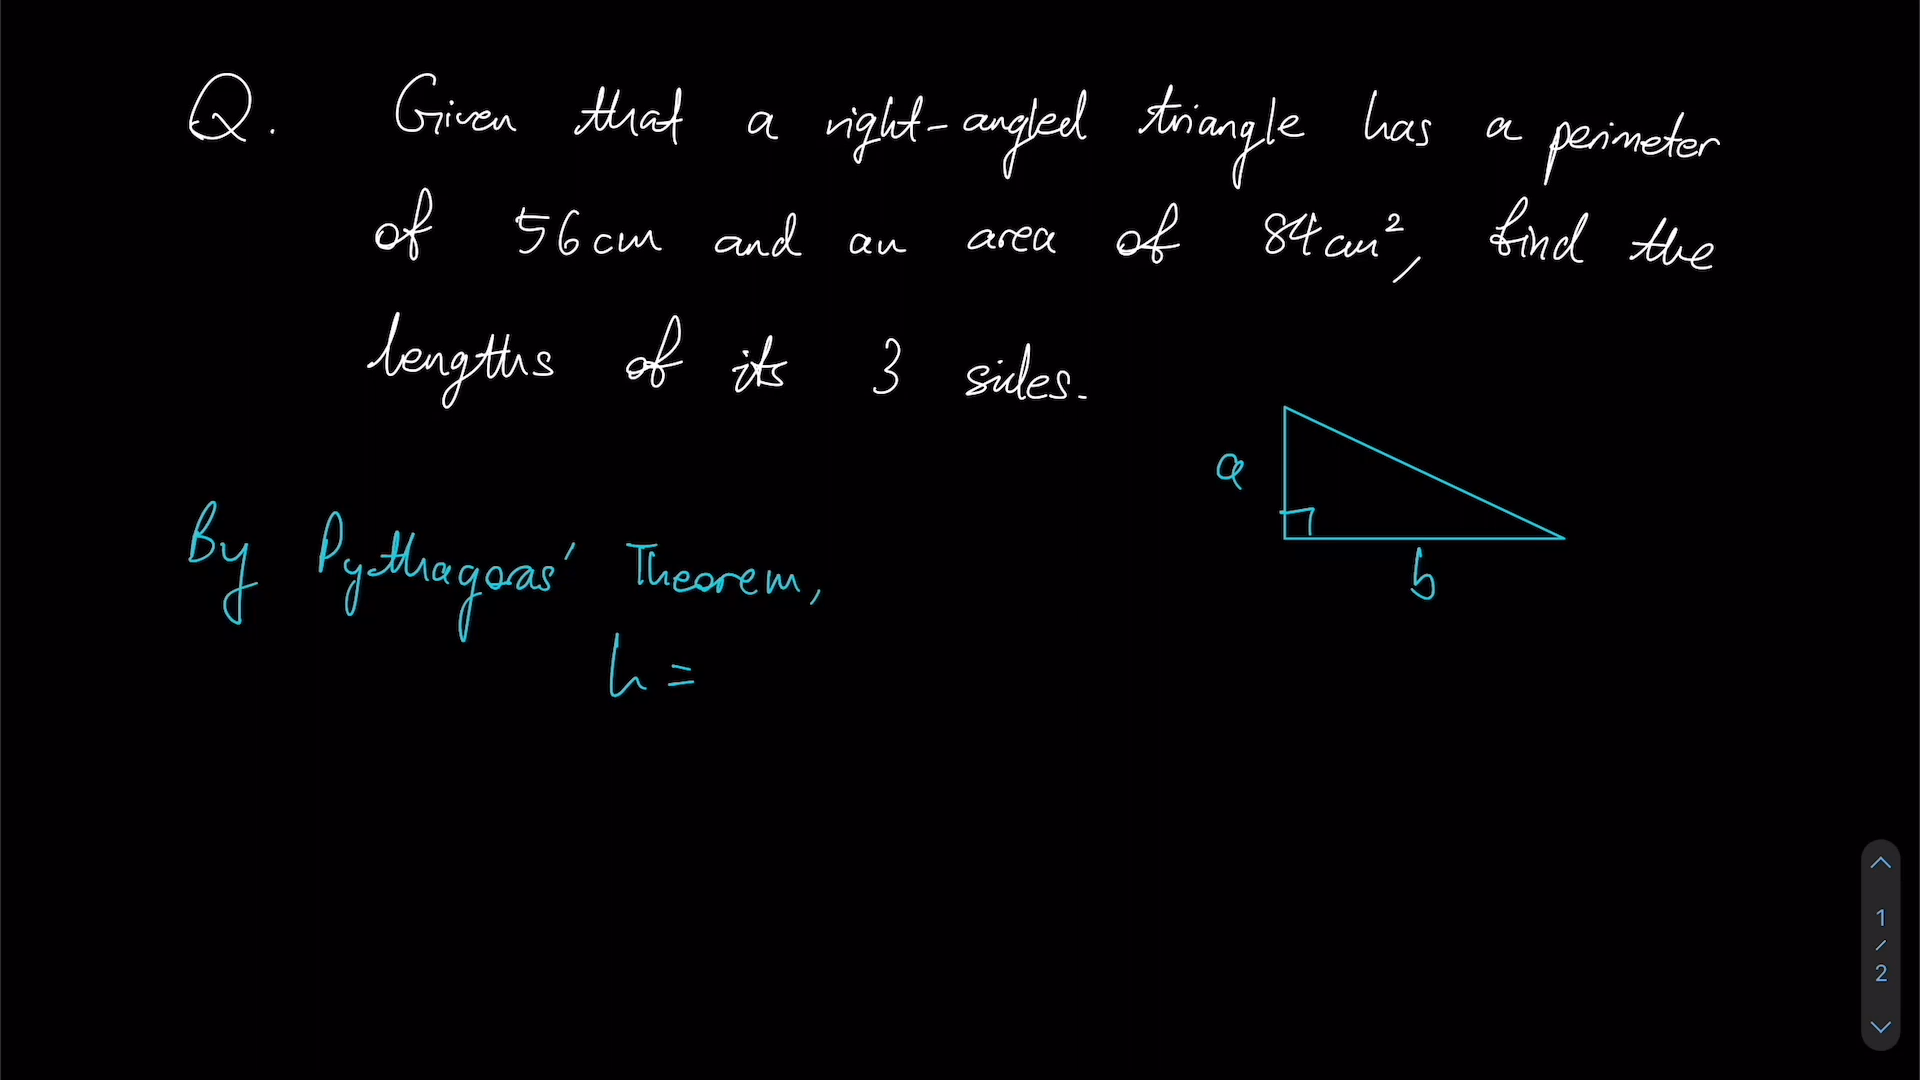 Q. Given that a right-angled triangle has a perimeter
of 56cm and an area of 84cm², find the
lengths of its 3 sides.
a
b
By Pythagoras' Theorem,
h =
1
/
2